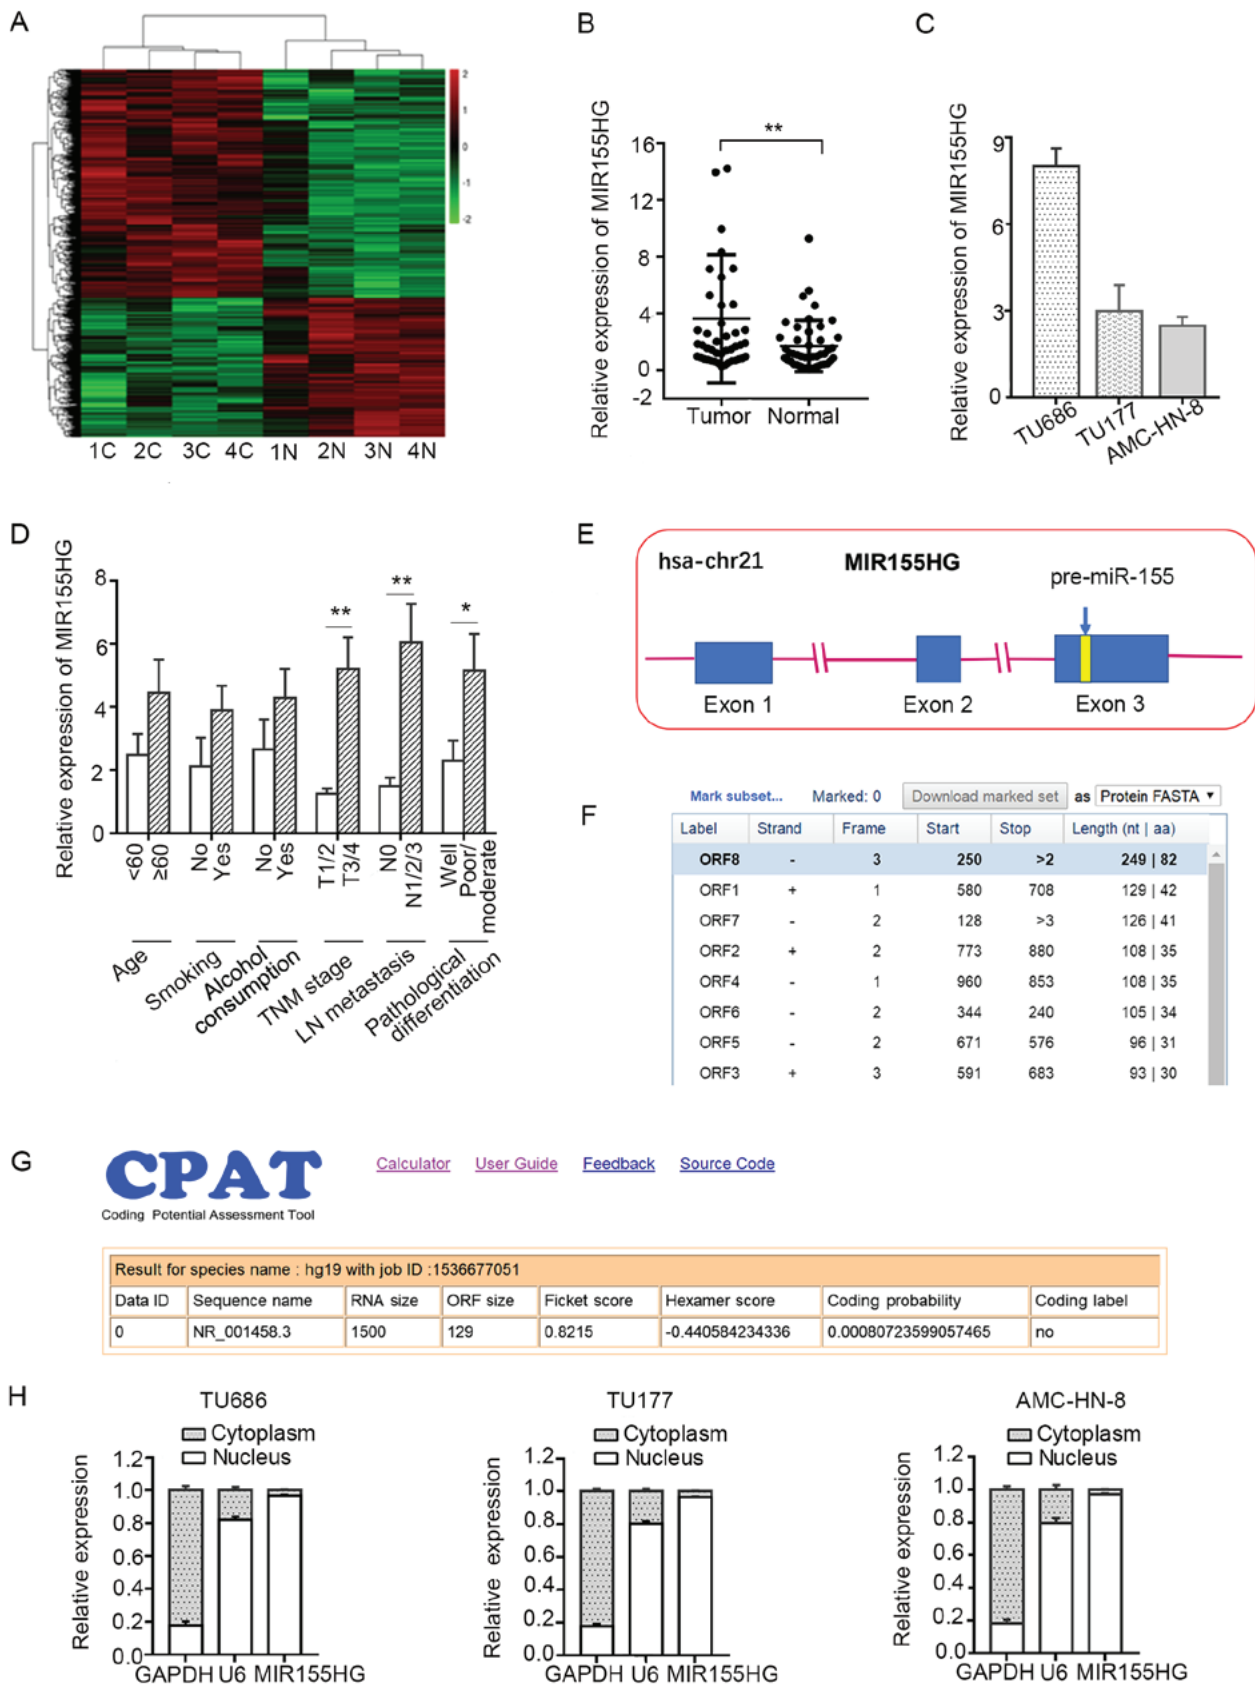 A
2
1
0
-1
-2
1C 2C 3C 4C 1N 2N 3N 4N
B
**
Relative expression of MIR155HG
16
12
8
4
0
-2
Tumor Normal
C
Relative expression of MIR155HG
9
6
3
0
TU686 TU177 AMC-HN-8
D
Relative expression of MIR155HG
8
6
4
2
0
** ** *
<60 ≥60 No Yes No Yes T1/2 T3/4 N0 N1/2/3 Well Poor/
moderate
Age
Smoking
Alcohol
consumption
TNM stage
LN metastasis
Pathological
differentiation
E
hsa-chr21 MIR155HG
pre-miR-155
Exon 1 Exon 2 Exon 3
F
Mark subset... Marked: 0 Download marked set as Protein FASTA ▼
Label Strand Frame Start Stop Length (nt | aa)
ORF8 - 3 250 >2 249 | 82
ORF1 + 1 580 708 129 | 42
ORF7 - 2 128 >3 126 | 41
ORF2 + 2 773 880 108 | 35
ORF4 - 1 960 853 108 | 35
ORF6 - 2 344 240 105 | 34
ORF5 - 2 671 576 96 | 31
ORF3 + 3 591 683 93 | 30
G
CPAT
Coding Potential Assessment Tool
Calculator User Guide Feedback Source Code
Result for species name : hg19 with job ID :1536677051
Data ID Sequence name RNA size ORF size Ficket score Hexamer score Coding probability Coding label
0 NR_001458.3 1500 129 0.8215 -0.440584234336 0.00080723599057465 no
H
TU686
Cytoplasm
Nucleus
Relative expression
1.2
1.0
0.8
0.6
0.4
0.2
0.0
GAPDH U6 MIR155HG
TU177
Cytoplasm
Nucleus
Relative expression
1.2
1.0
0.8
0.6
0.4
0.2
0.0
GAPDH U6 MIR155HG
AMC-HN-8
Cytoplasm
Nucleus
Relative expression
1.2
1.0
0.8
0.6
0.4
0.2
0.0
GAPDH U6 MIR155HG